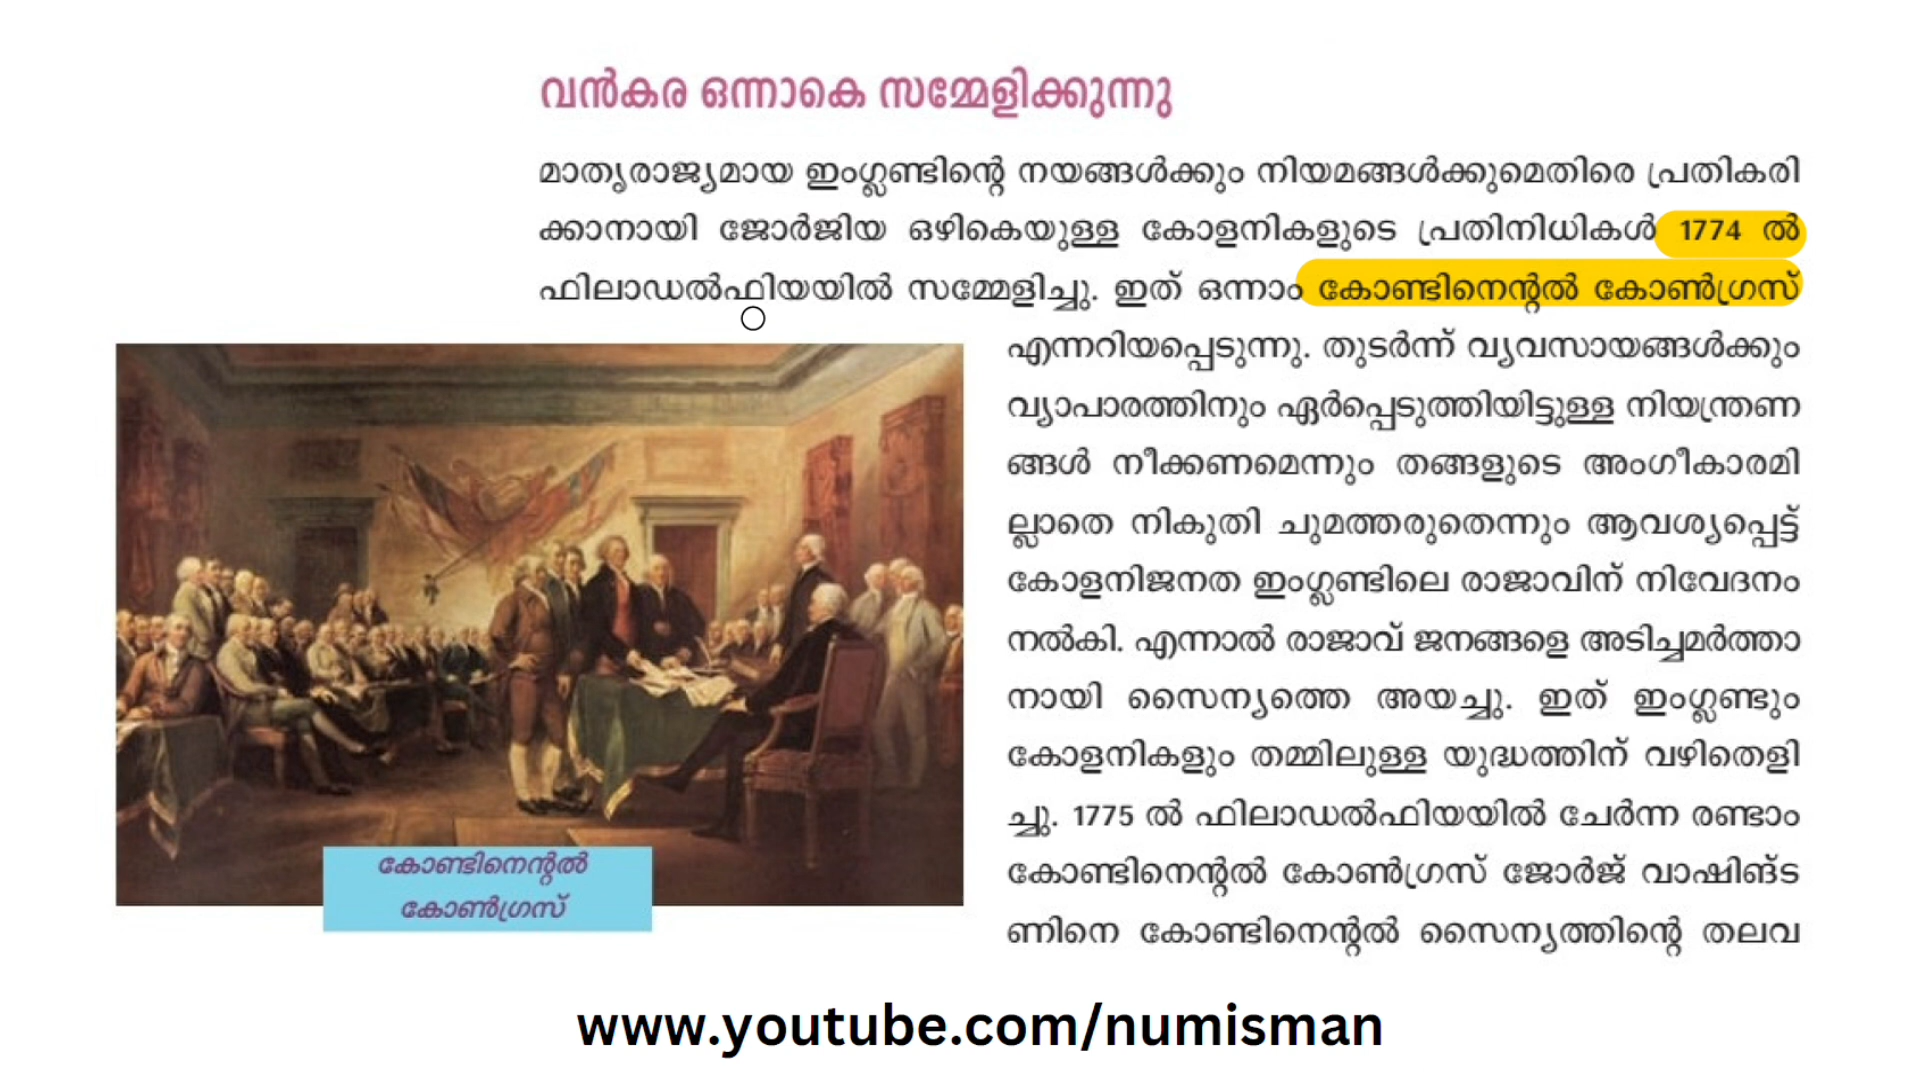 വൻകര ഒന്നാകെ സമ്മേളിക്കുന്നു
മാതൃരാജ്യമായ ഇംഗ്ലണ്ടിന്റെ നയങ്ങൾക്കും നിയമങ്ങൾക്കുമെതിരെ പ്രതികരി
ക്കാനായി ജോർജിയ ഒഴികെയുള്ള കോളനികളുടെ പ്രതിനിധികൾ 1774 ൽ
ഫിലാഡൽഫിയയിൽ സമ്മേളിച്ചു. ഇത് ഒന്നാം കോണ്ടിനെന്റൽ കോൺഗ്രസ്
എന്നറിയപ്പെടുന്നു. തുടർന്ന് വ്യവസായങ്ങൾക്കും
വ്യാപാരത്തിനും ഏർപ്പെടുത്തിയിട്ടുള്ള നിയന്ത്രണ
ങ്ങൾ നീക്കണമെന്നും തങ്ങളുടെ അംഗീകാരമി
ല്ലാതെ നികുതി ചുമത്തരുതെന്നും ആവശ്യപ്പെട്ട്
കോളനിജനത ഇംഗ്ലണ്ടിലെ രാജാവിന് നിവേദനം
നൽകി. എന്നാൽ രാജാവ് ജനങ്ങളെ അടിച്ചമർത്താ
നായി സൈന്യത്തെ അയച്ചു. ഇത് ഇംഗ്ലണ്ടും
കോളനികളും തമ്മിലുള്ള യുദ്ധത്തിന് വഴിതെളി
ച്ചു. 1775 ൽ ഫിലാഡൽഫിയയിൽ ചേർന്ന രണ്ടാം
കോണ്ടിനെന്റൽ കോൺഗ്രസ് ജോർജ് വാഷിങ്ട
ണിനെ കോണ്ടിനെന്റൽ സൈന്യത്തിന്റെ തലവ
കോണ്ടിനെന്റൽ
കോൺഗ്രസ്
www.youtube.com/numisman